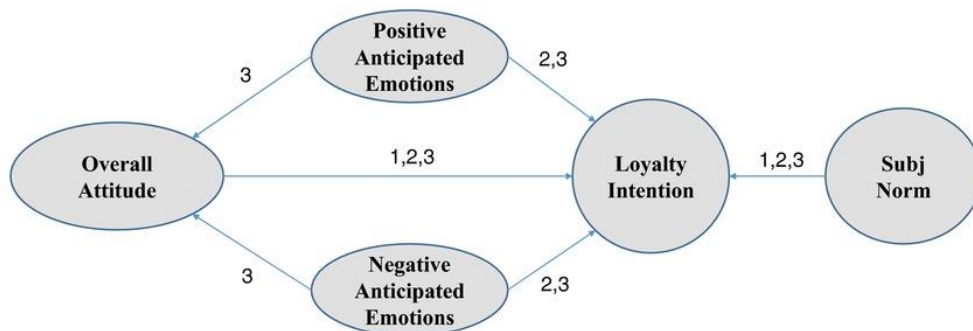 Positive
Anticipated
Emotions
3
2,3
Overall
Attitude
1,2,3
Loyalty
Intention
1,2,3
Subj
Norm
3
Negative
Anticipated
Emotions
2,3